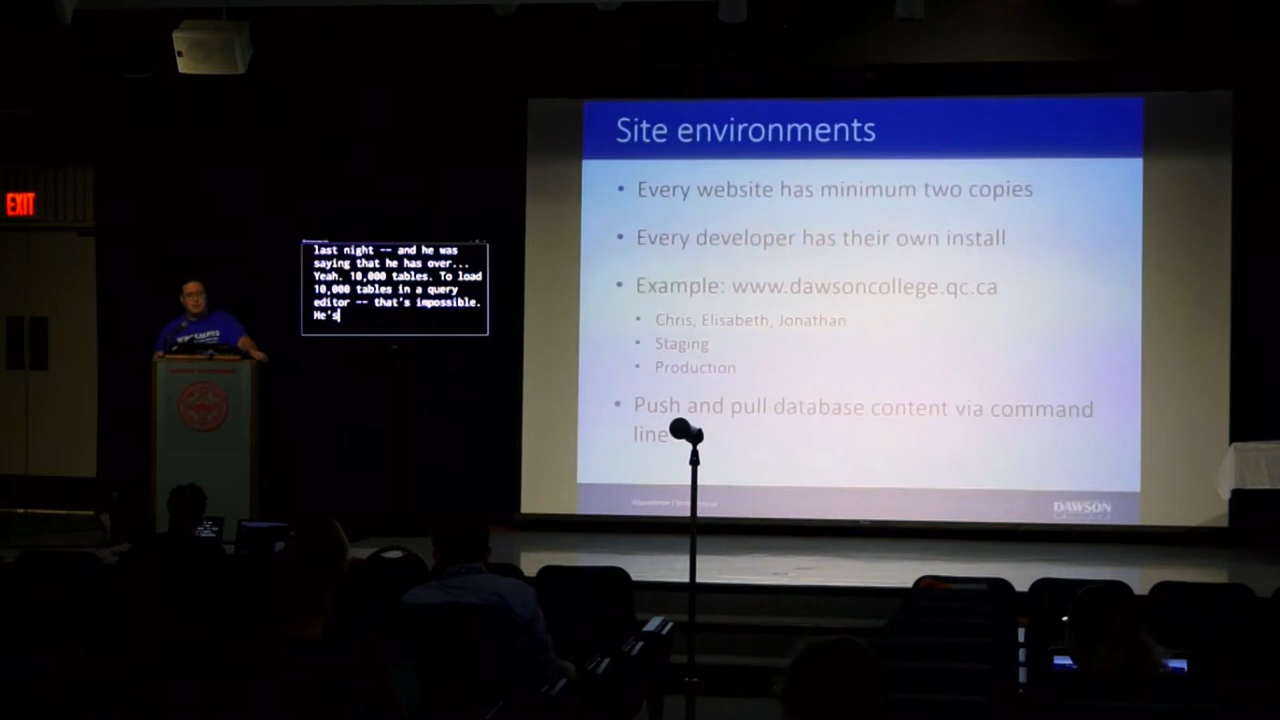 EXIT
last night -- and he was
saying that he has over...
Yeah. 10,000 tables. To load
10,000 tables in a query
editor -- that's impossible.
He's
Site environments
• Every website has minimum two copies
• Every developer has their own install
• Example: www.dawsoncollege.qc.ca
• Chris, Elisabeth, Jonathan
• Staging
• Production
• Push and pull database content via command
line
DAWSON